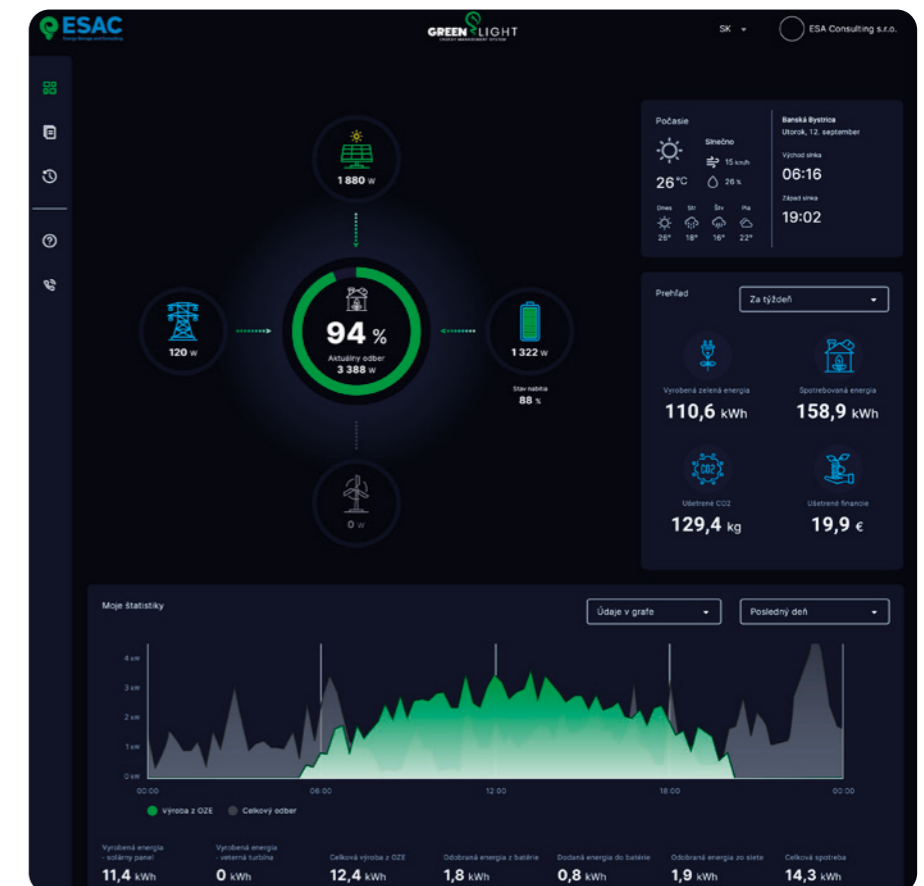 ESAC
Energy Storage and Consulting
GREEN LIGHT
ENERGY MANAGEMENT SYSTEM
SK
ESA Consulting s.r.o.
1 880 W
120 W
94 %
Aktuálny odber
3 388 W
1 322 W
Stav nabitia
88 %
0 W
Počasie
Slnečno
15 km/h
26 °C
26 %
Dnes Str Štv Pia
26° 18° 16° 22°
Banská Bystrica
Utorok, 12. september
Východ slnka
06:16
Západ slnka
19:02
Prehľad
Za týždeň
Vyrobená zelená energia
110,6 kWh
Spotrebovaná energia
158,9 kWh
CO2
Ušetrené CO2
129,4 kg
Ušetrené financie
19,9 €
Moje štatistiky
Údaje v grafe
Posledný deň
4 kW
3 kW
2 kW
1 kW
0 kW
00:00 06:00 12:00 18:00 00:00
Výroba z OZE Celkový odber
Vyrobená energia
- solárny panel
11,4 kWh
Vyrobená energia
- veterná turbína
0 kWh
Celková výroba z OZE
12,4 kWh
Odobraná energia z batérie
1,8 kWh
Dodaná energia do batérie
0,8 kWh
Odobraná energia zo siete
1,9 kWh
Celková spotreba
14,3 kWh